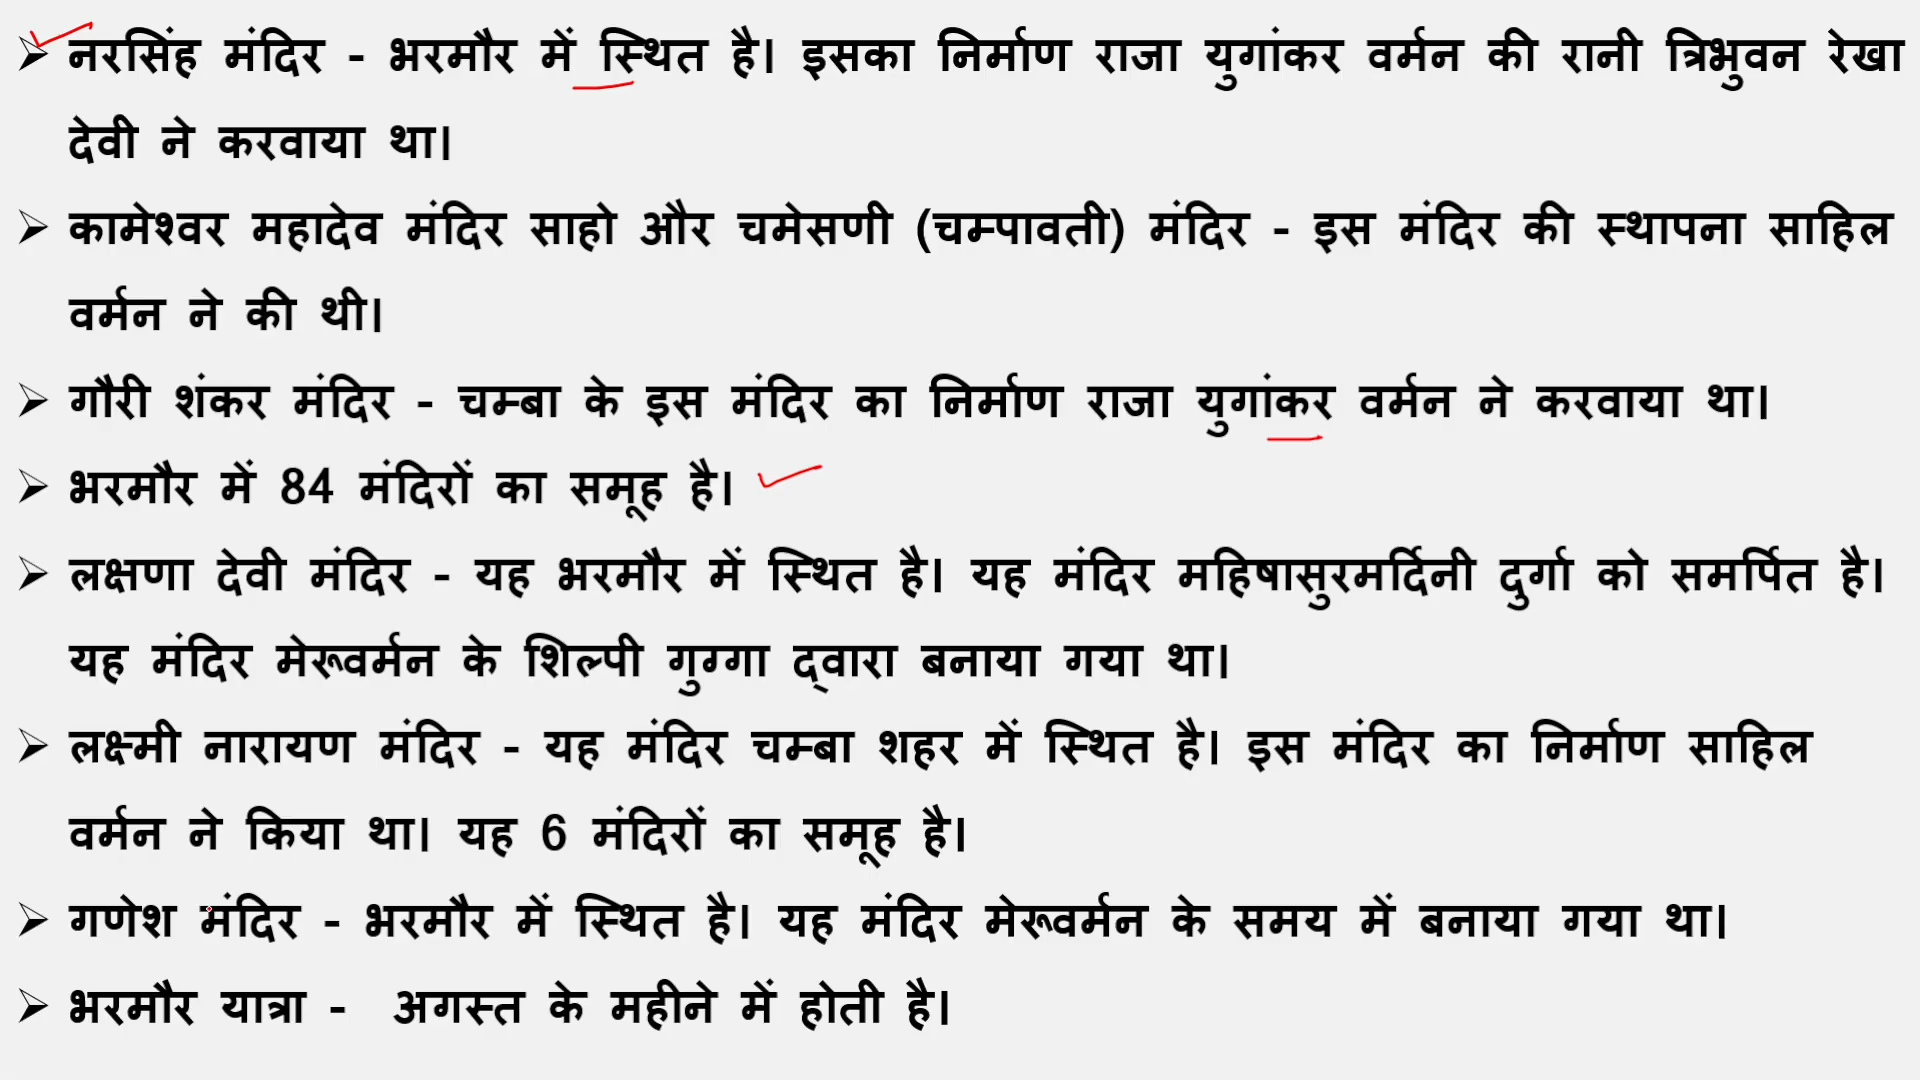 ➢ नरसिंह मंदिर - भरमौर में स्थित है। इसका निर्माण राजा युगांकर वर्मन की रानी त्रिभुवन रेखा
देवी ने करवाया था।
➢ कामेश्वर महादेव मंदिर साहो और चमेसणी (चम्पावती) मंदिर - इस मंदिर की स्थापना साहिल
वर्मन ने की थी।
➢ गौरी शंकर मंदिर - चम्बा के इस मंदिर का निर्माण राजा युगांकर वर्मन ने करवाया था।
➢ भरमौर में 84 मंदिरों का समूह है।
➢ लक्षणा देवी मंदिर - यह भरमौर में स्थित है। यह मंदिर महिषासुरमर्दिनी दुर्गा को समर्पित है।
यह मंदिर मेरूवर्मन के शिल्पी गुग्गा द्वारा बनाया गया था।
➢ लक्ष्मी नारायण मंदिर - यह मंदिर चम्बा शहर में स्थित है। इस मंदिर का निर्माण साहिल
वर्मन ने किया था। यह 6 मंदिरों का समूह है।
➢ गणेश मंदिर - भरमौर में स्थित है। यह मंदिर मेरूवर्मन के समय में बनाया गया था।
➢ भरमौर यात्रा - अगस्त के महीने में होती है।